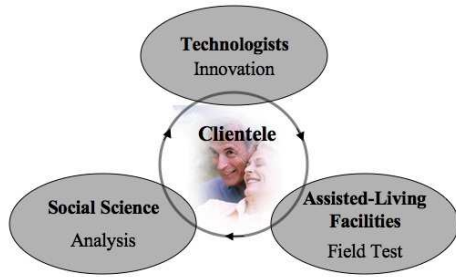 Technologists
Innovation
Clientele
Social Science
Analysis
Assisted-Living
Facilities
Field Test